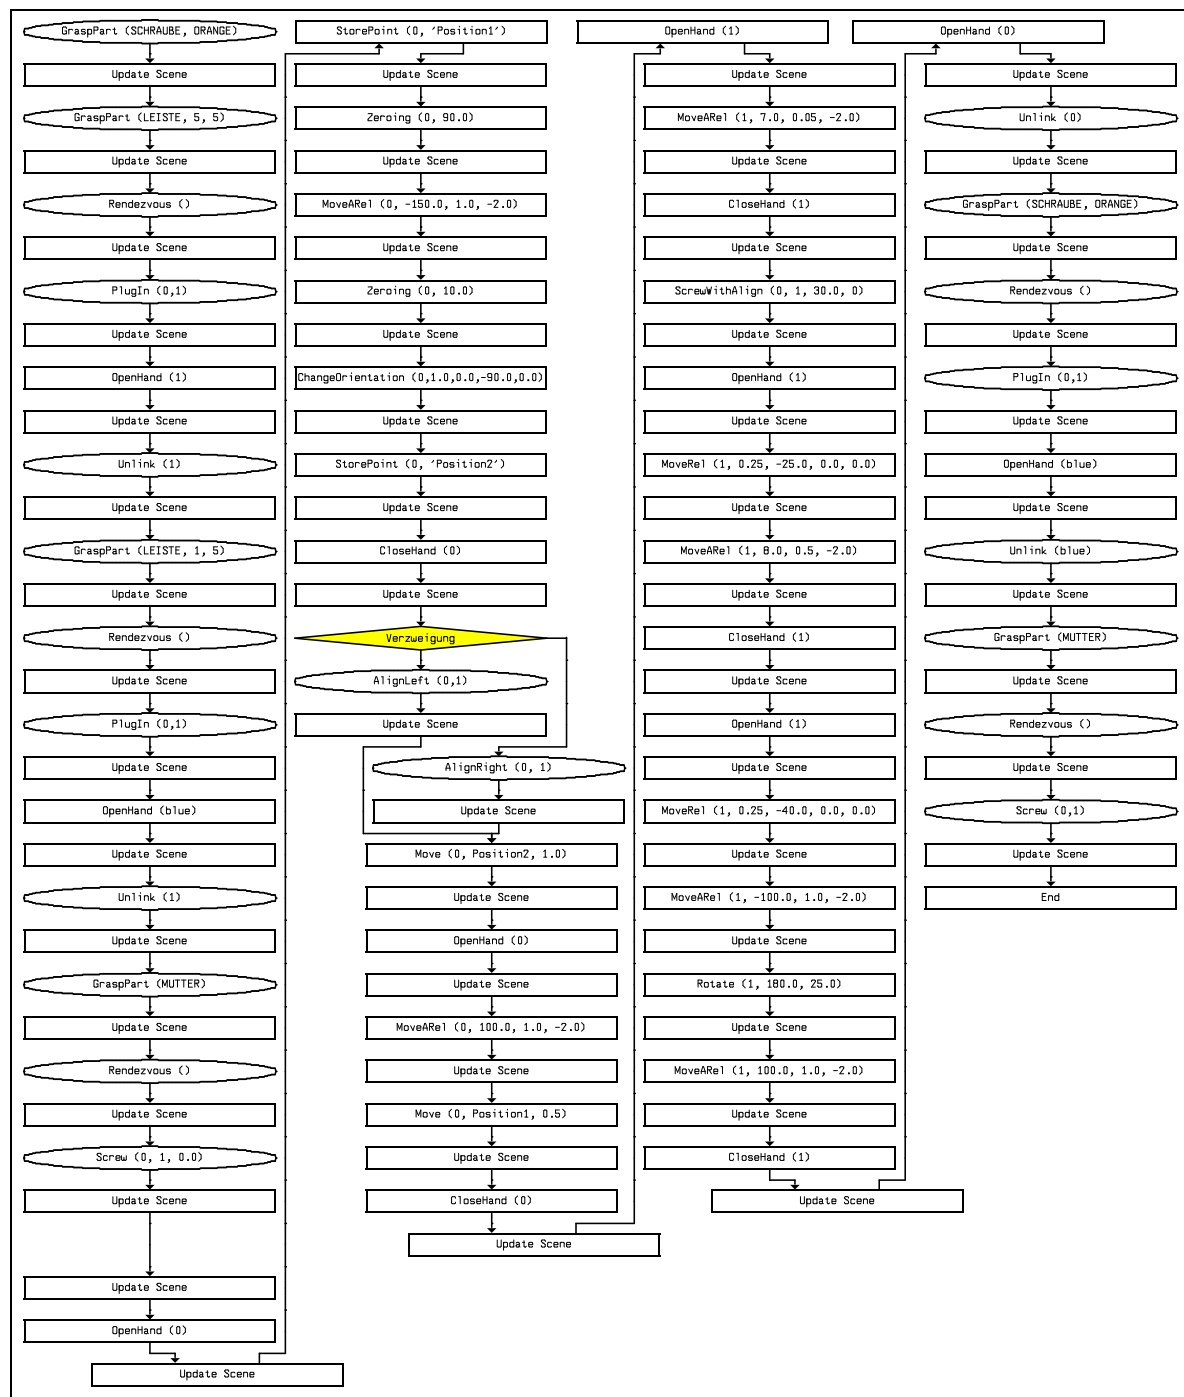 GraspPart (SCHRAUBE, ORANGE)
Update Scene
GraspPart (LEISTE, 5, 5)
Update Scene
Rendezvous ()
Update Scene
PlugIn (0,1)
Update Scene
OpenHand (1)
Update Scene
Unlink (1)
Update Scene
GraspPart (LEISTE, 1, 5)
Update Scene
Rendezvous ()
Update Scene
PlugIn (0,1)
Update Scene
OpenHand (blue)
Update Scene
Unlink (1)
Update Scene
GraspPart (MUTTER)
Update Scene
Rendezvous ()
Update Scene
Screw (0, 1, 0.0)
Update Scene
Update Scene
OpenHand (0)
Update Scene
StorePoint (0, 'Position1')
Update Scene
Zeroing (0, 90.0)
Update Scene
MoveARel (0, -150.0, 1.0, -2.0)
Update Scene
Zeroing (0, 10.0)
Update Scene
ChangeOrientation (0,1.0,0.0,-90.0,0.0)
Update Scene
StorePoint (0, 'Position2')
Update Scene
CloseHand (0)
Update Scene
Verzweigung
AlignLeft (0,1)
Update Scene
AlignRight (0, 1)
Update Scene
Move (0, Position2, 1.0)
Update Scene
OpenHand (0)
Update Scene
MoveARel (0, 100.0, 1.0, -2.0)
Update Scene
Move (0, Position1, 0.5)
Update Scene
CloseHand (0)
Update Scene
OpenHand (1)
Update Scene
MoveARel (1, 7.0, 0.05, -2.0)
Update Scene
CloseHand (1)
Update Scene
ScrewWithAlign (0, 1, 30.0, 0)
Update Scene
OpenHand (1)
Update Scene
MoveRel (1, 0.25, -25.0, 0.0, 0.0)
Update Scene
MoveARel (1, 8.0, 0.5, -2.0)
Update Scene
CloseHand (1)
Update Scene
OpenHand (1)
Update Scene
MoveRel (1, 0.25, -40.0, 0.0, 0.0)
Update Scene
MoveARel (1, -100.0, 1.0, -2.0)
Update Scene
Rotate (1, 180.0, 25.0)
Update Scene
MoveARel (1, 100.0, 1.0, -2.0)
Update Scene
CloseHand (1)
Update Scene
OpenHand (0)
Update Scene
Unlink (0)
Update Scene
GraspPart (SCHRAUBE, ORANGE)
Update Scene
Rendezvous ()
Update Scene
PlugIn (0,1)
Update Scene
OpenHand (blue)
Update Scene
Unlink (blue)
Update Scene
GraspPart (MUTTER)
Update Scene
Rendezvous ()
Update Scene
Screw (0,1)
Update Scene
End